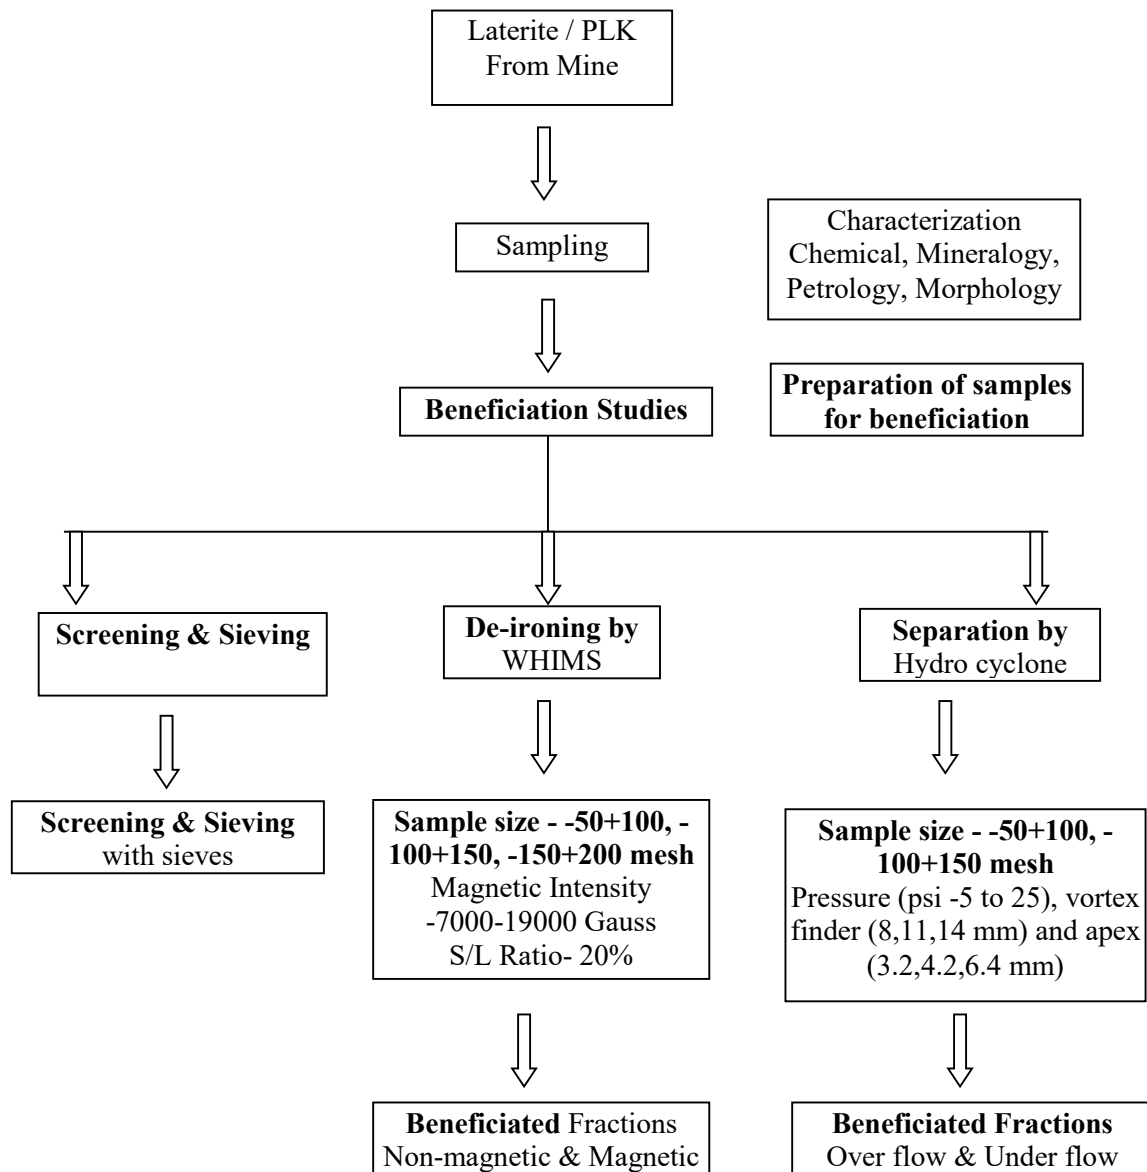 Laterite / PLK
From Mine
Sampling
Characterization
Chemical, Mineralogy,
Petrology, Morphology
Beneficiation Studies
Preparation of samples
for beneficiation
Screening & Sieving
De-ironing by
WHIMS
Separation by
Hydro cyclone
Screening & Sieving
with sieves
Sample size - -50+100, -
100+150, -150+200 mesh
Magnetic Intensity
-7000-19000 Gauss
S/L Ratio- 20%
Sample size - -50+100, -
100+150 mesh
Pressure (psi -5 to 25), vortex
finder (8,11,14 mm) and apex
(3.2,4.2,6.4 mm)
Beneficiated Fractions
Non-magnetic & Magnetic
Beneficiated Fractions
Over flow & Under flow